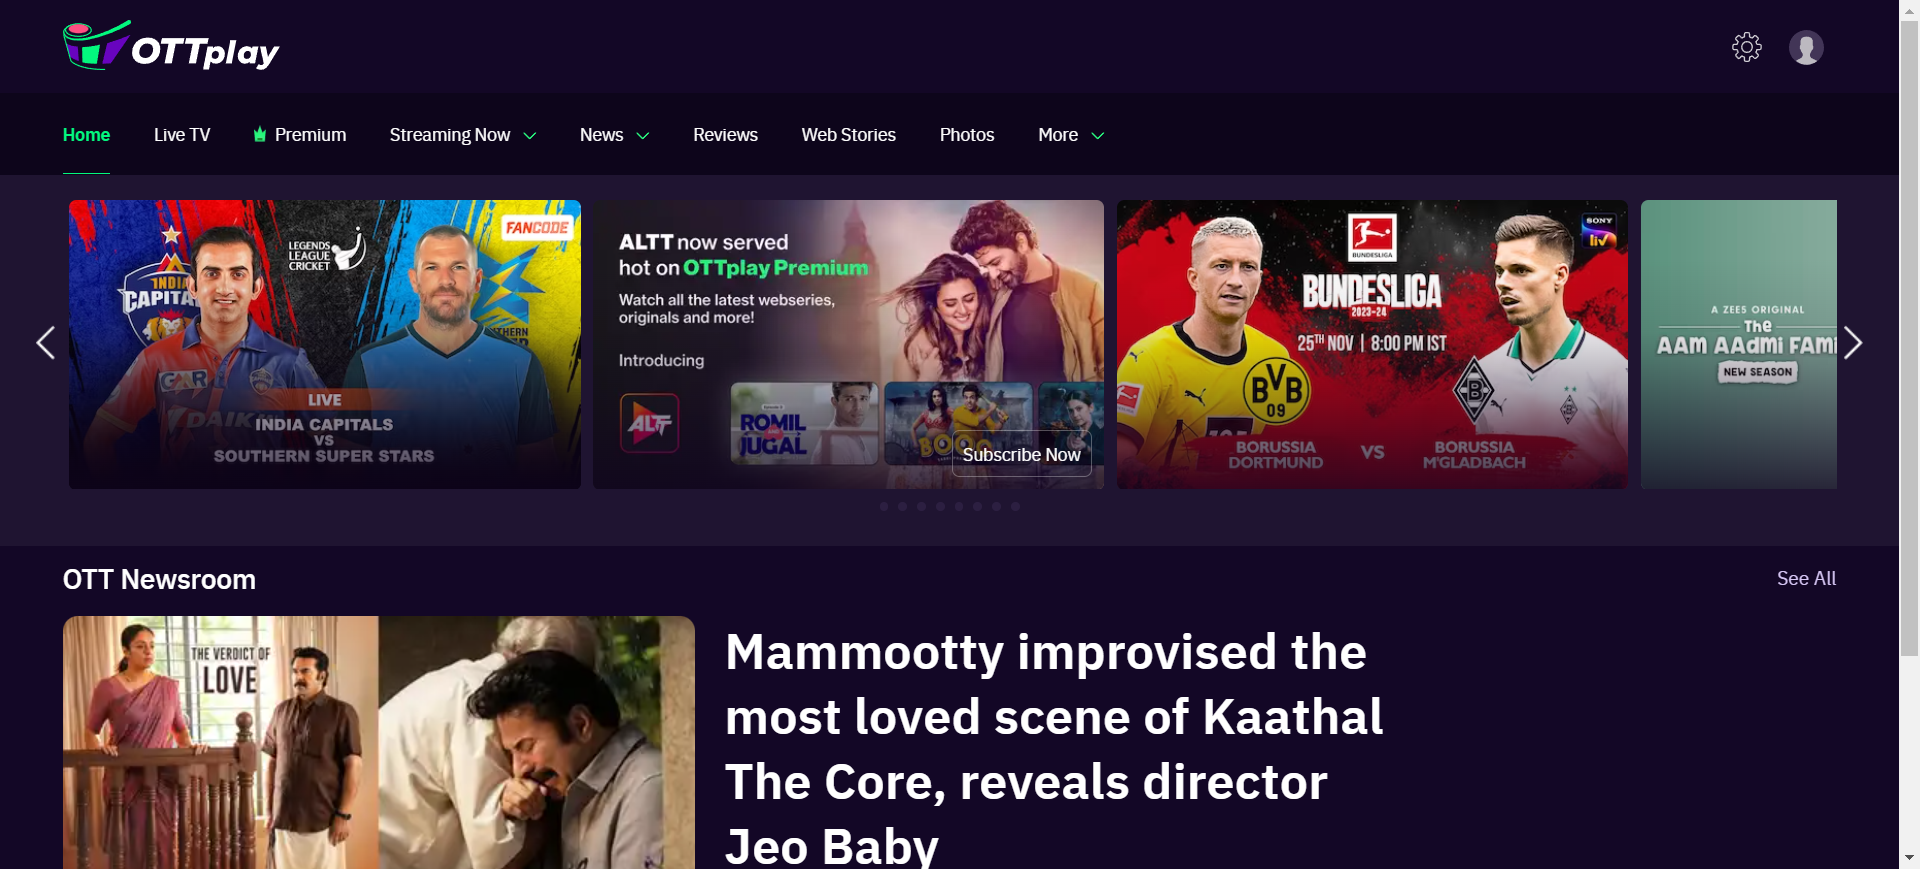 OTTplay
Home
Live TV
Premium
Streaming Now
News
Reviews
Web Stories
Photos
More
FANCODE
LEGENDS
LEAGUE
CRICKET
INDIA
CAPITA
LIVE
INDIA CAPITALS
VS
SOUTHERN SUPER STARS
ALTT now served
hot on OTTplay Premium
Watch all the latest webseries,
originals and more!
Introducing
ALTT
ROMIL
JUGAL
Subscribe Now
BUNDESLIGA
SONY
liv
BUNDESLIGA
2023-24
25TH NOV | 8:00 PM IST
BVB
09
BORUSSIA
DORTMUND
VS
BORUSSIA
M'GLADBACH
A ZEE5 ORIGINAL
The
AAm AAdmi FAmi
NEW SEASON
OTT Newsroom
See All
THE VERDICT OF
LOVE
Mammootty improvised the
most loved scene of Kaathal
The Core, reveals director
Jeo Baby